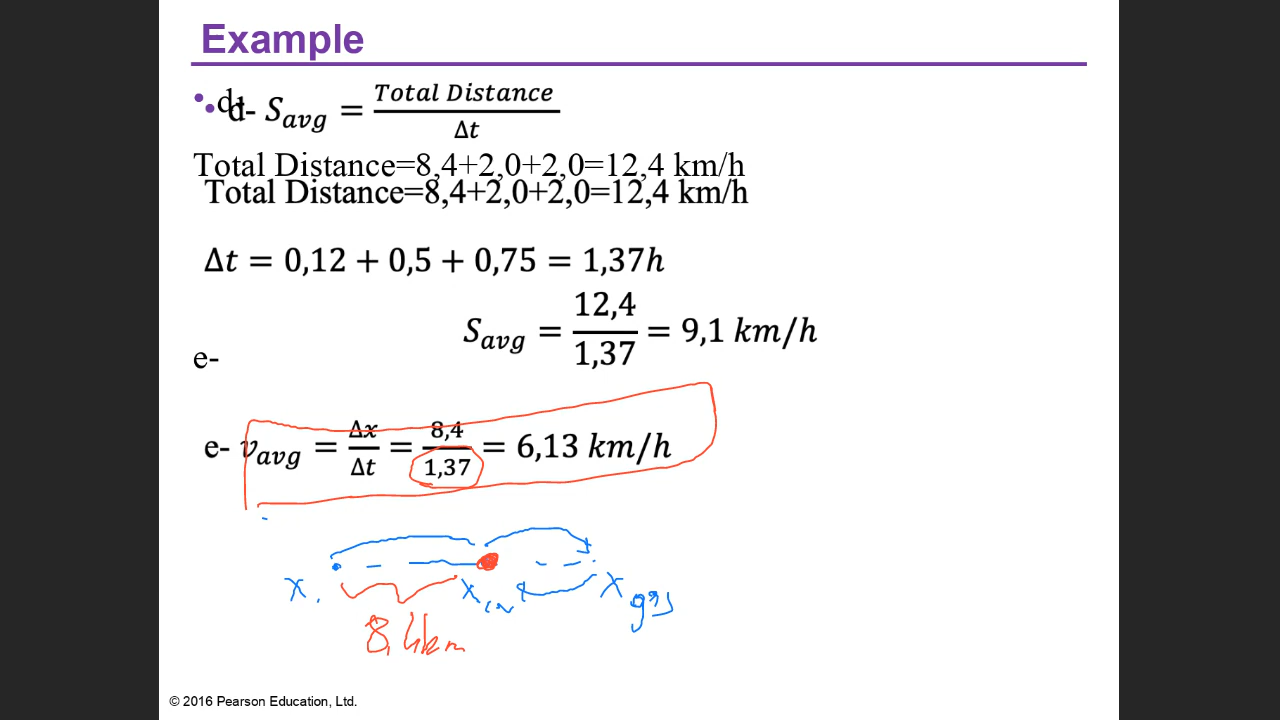 Example
d-
d- S_avg = Total Distance / Δt
Total Distance=8,4+2,0+2,0=12,4 km/h
Total Distance=8,4+2,0+2,0=12,4 km/h
Δt = 0,12 + 0,5 + 0,75 = 1,37h
S_avg = 12,4 / 1,37 = 9,1 km/h
e-
e- v_avg = Δx / Δt = 8,4 / 1,37 = 6,13 km/h
x x x
8,4km
© 2016 Pearson Education, Ltd.